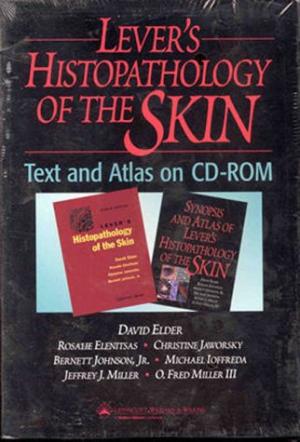 LEVER'S
HISTOPATHOLOGY
OF THE SKIN
Text and Atlas on CD-ROM
LEVER'S
Histopathology
of the Skin
SYNOPSIS
AND ATLAS OF
LEVER'S
HISTOPATHOLOGY
OF THE SKIN
DAVID ELDER
ROSALIE ELENITSAS • CHRISTINE JAWORSKY
BERNETT JOHNSON, JR. • MICHAEL IOFFREDA
JEFFREY J. MILLER • O. FRED MILLER III